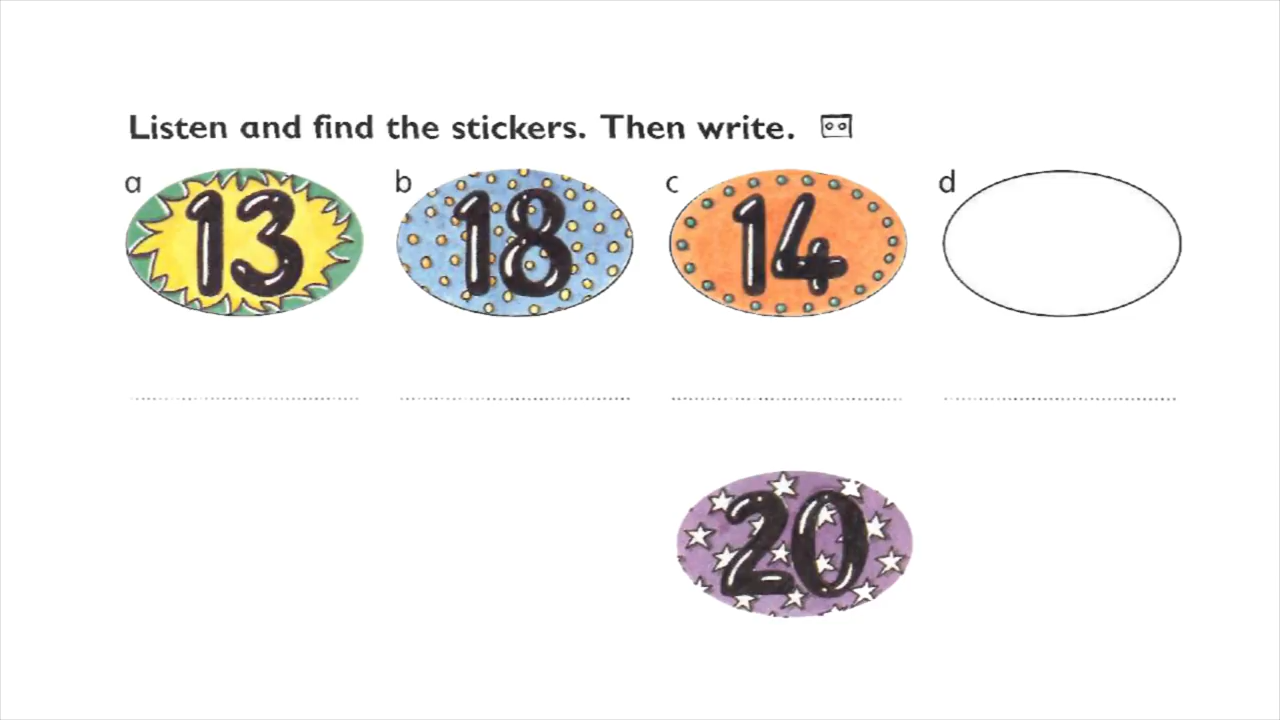 Listen and find the stickers. Then write.
a 13 b 18 c 14 d
20